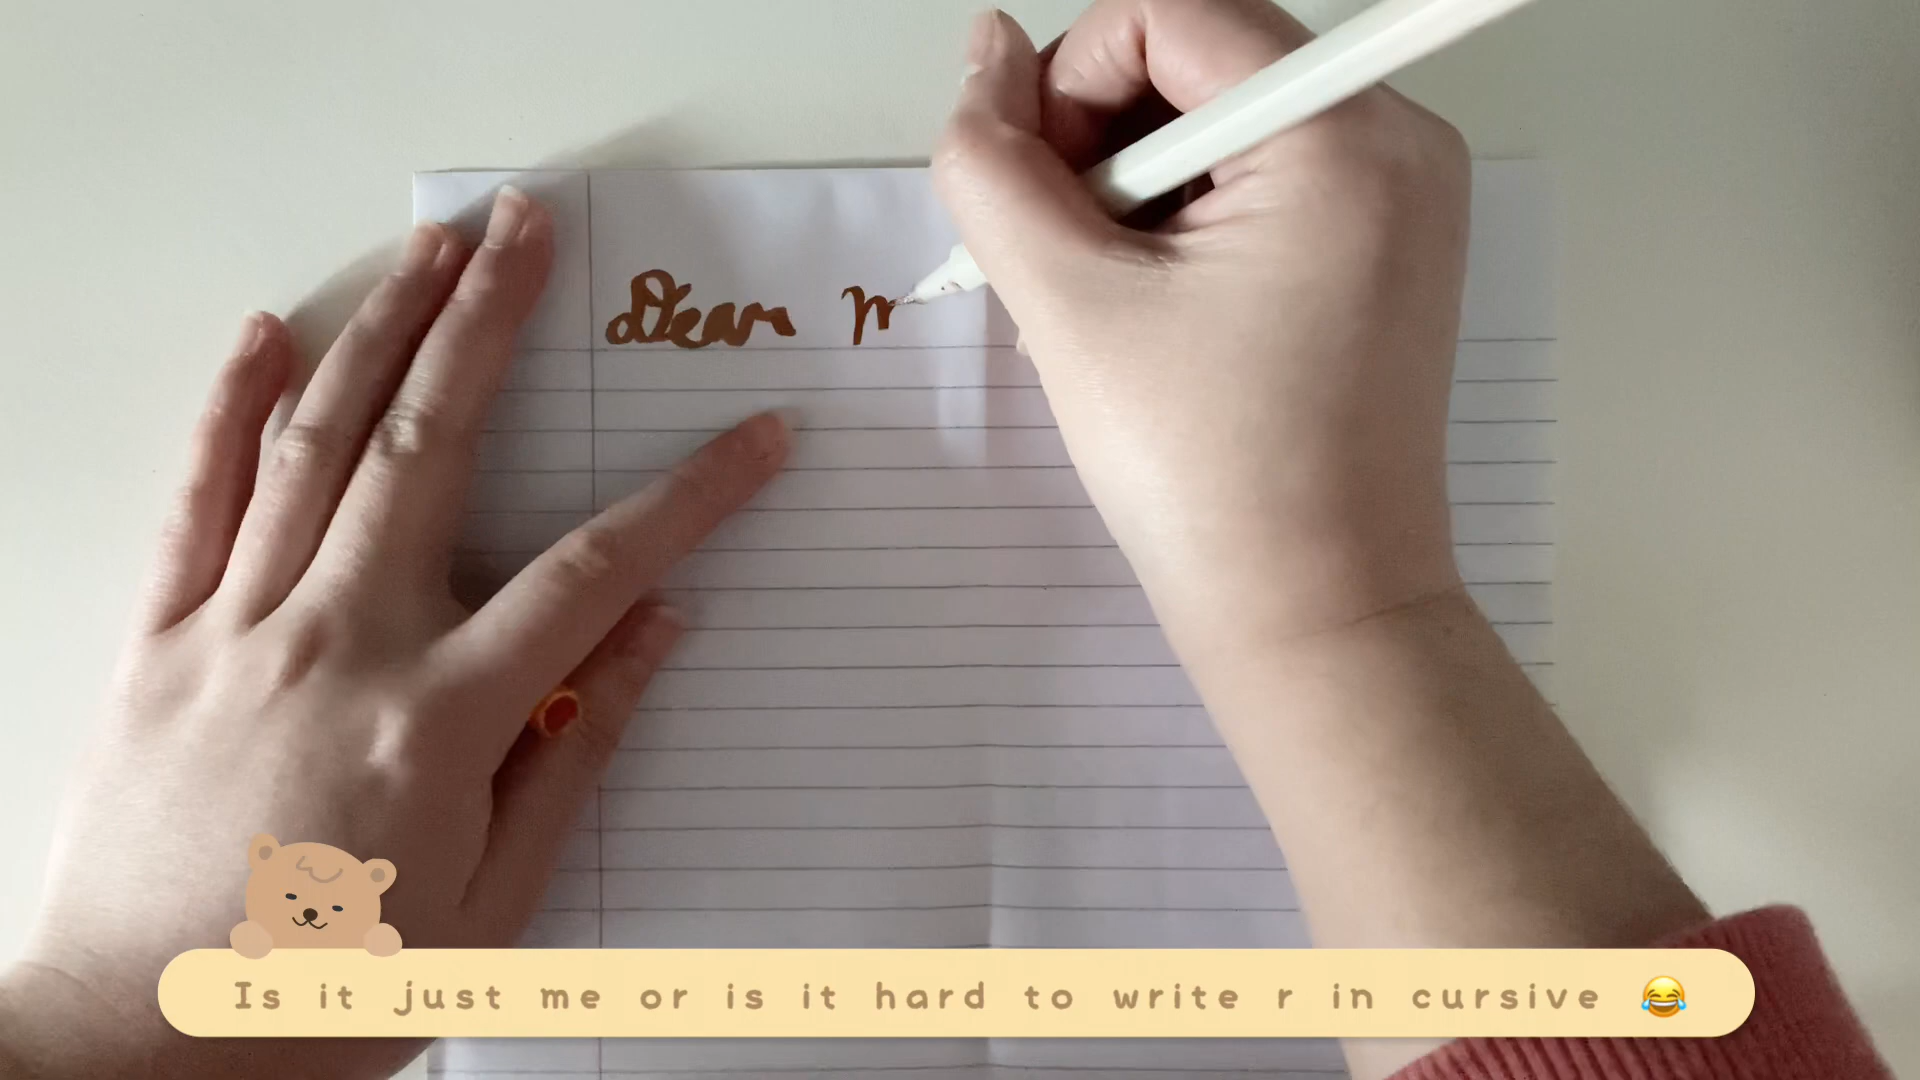 Dear m
Is it just me or is it hard to write r in cursive 😂